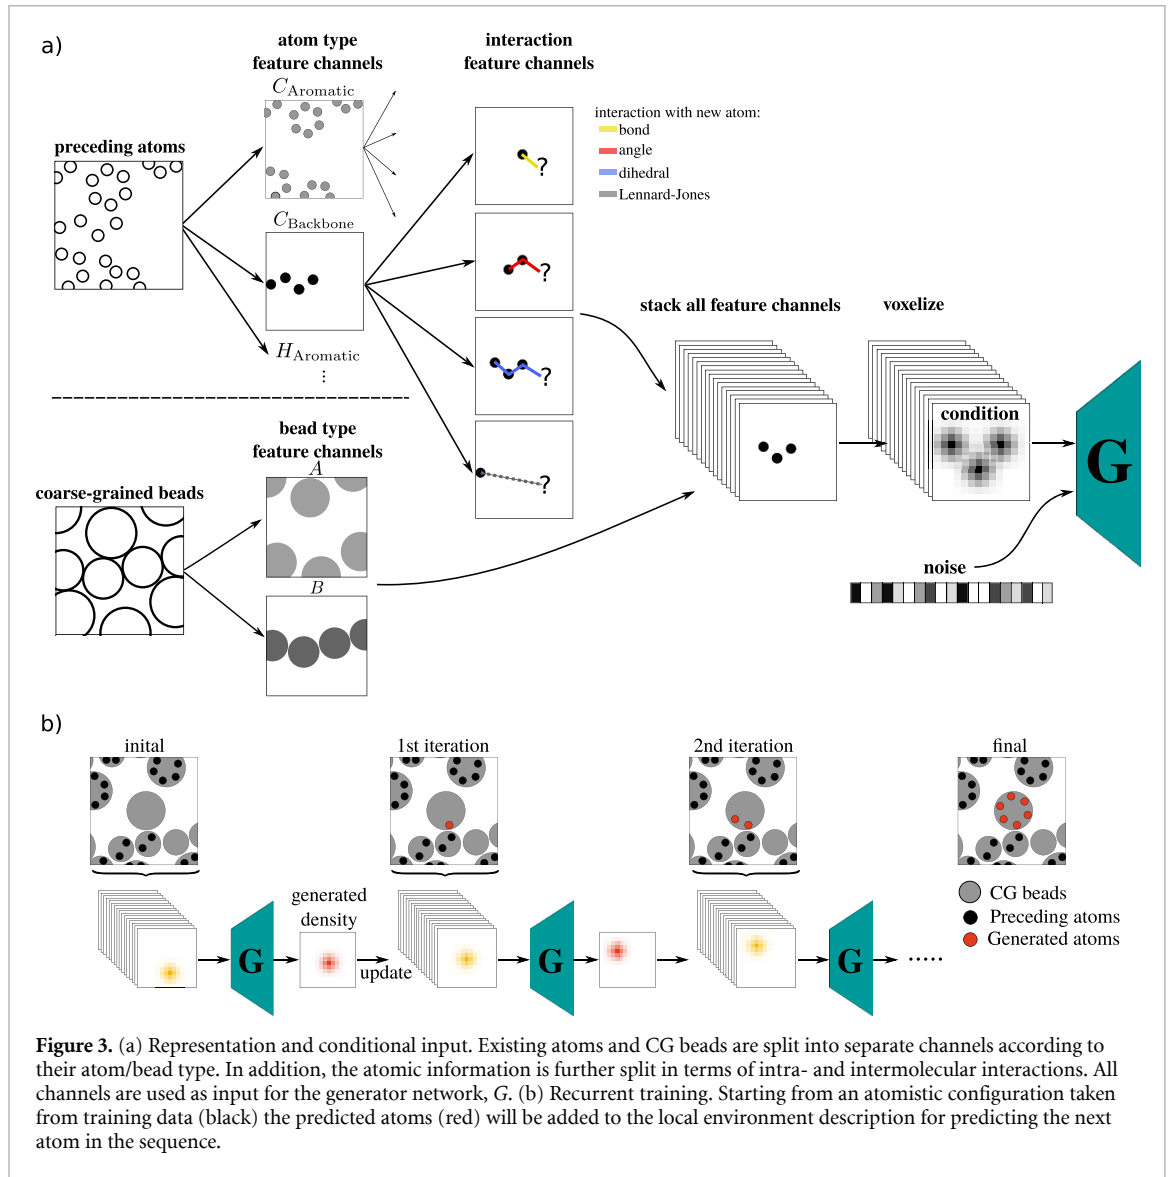 a)
atom type
feature channels
C Aromatic
interaction
feature channels
preceding atoms
interaction with new atom:
bond
angle
dihedral
Lennard-Jones
?
C Backbone
?
H Aromatic
⋮
?
stack all feature channels
voxelize
condition
G
bead type
feature channels
A
?
coarse-grained beads
B
noise
b)
inital
1st iteration
2nd iteration
final
generated
density
update
G
G
G
.....
CG beads
Preceding atoms
Generated atoms
Figure 3. (a) Representation and conditional input. Existing atoms and CG beads are split into separate channels according to
their atom/bead type. In addition, the atomic information is further split in terms of intra- and intermolecular interactions. All
channels are used as input for the generator network, G. (b) Recurrent training. Starting from an atomistic configuration taken
from training data (black) the predicted atoms (red) will be added to the local environment description for predicting the next
atom in the sequence.